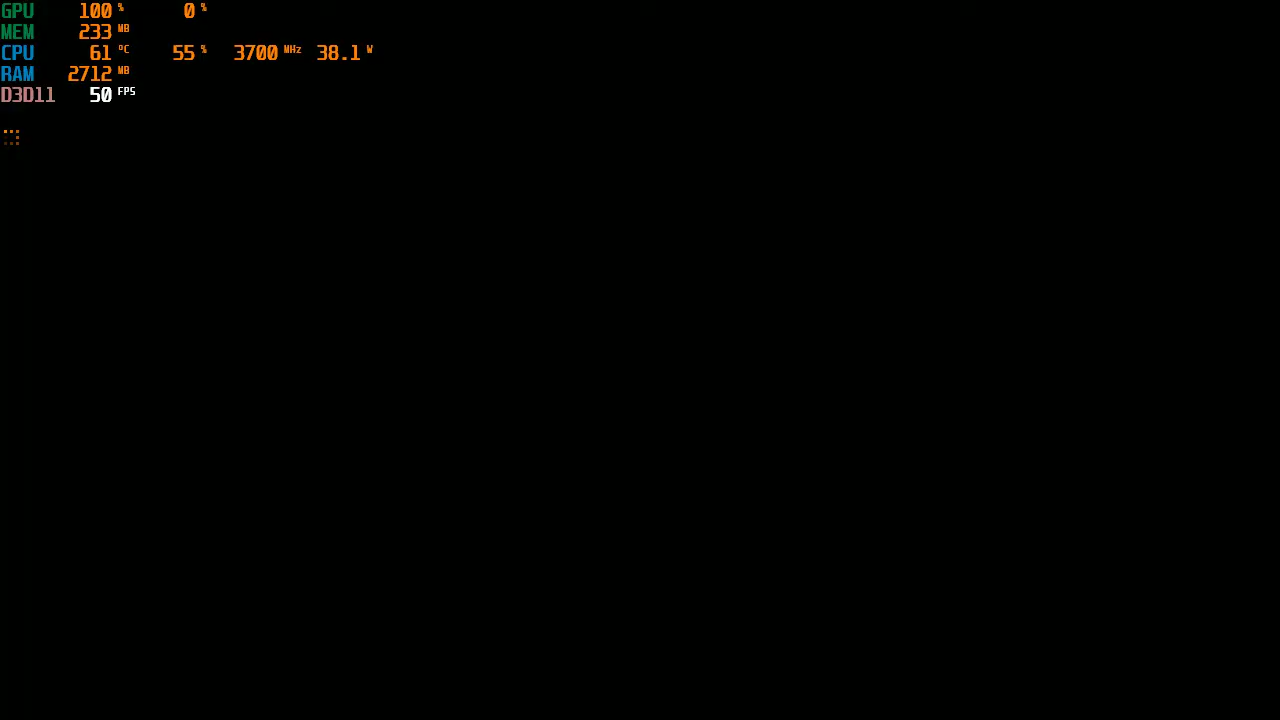 GPU 100 % 0 %
MEM 233 MB
CPU 61 °C 55 % 3700 MHz 38.1 W
RAM 2712 MB
D3D11 50 FPS